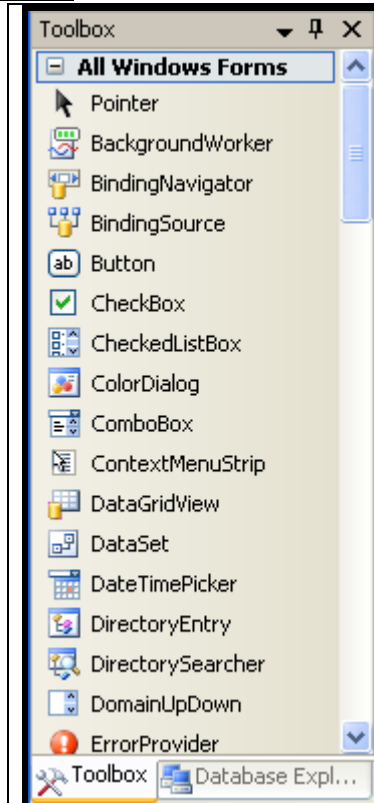 Toolbox
All Windows Forms
Pointer
BackgroundWorker
BindingNavigator
BindingSource
ab Button
CheckBox
CheckedListBox
ColorDialog
ComboBox
ContextMenuStrip
DataGridView
DataSet
DateTimePicker
DirectoryEntry
DirectorySearcher
DomainUpDown
ErrorProvider
Toolbox Database Expl...